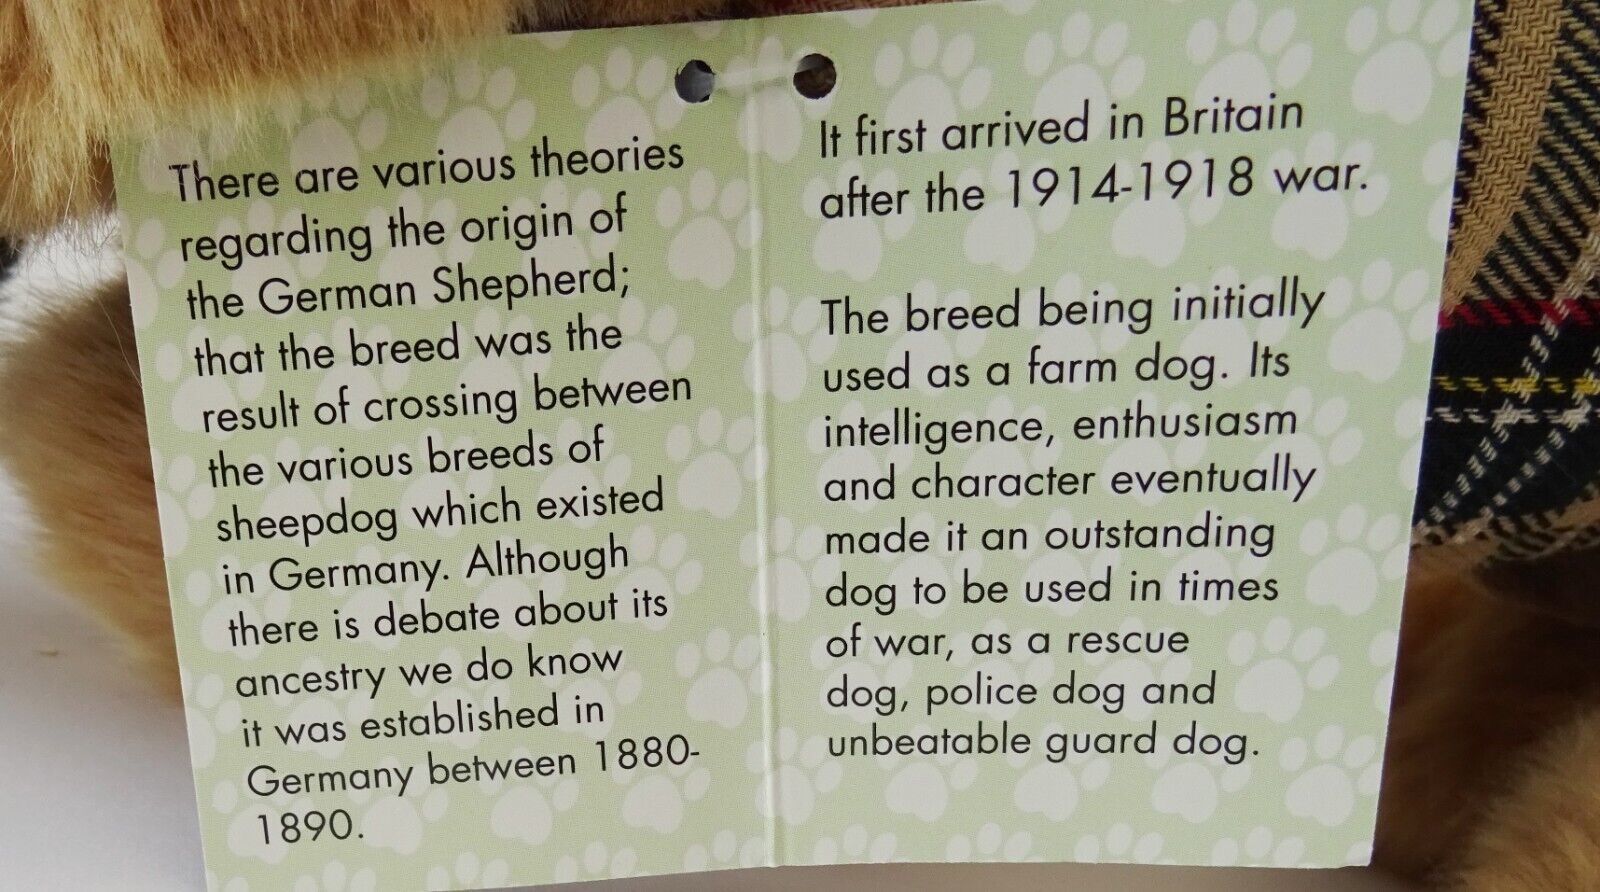 There are various theories
regarding the origin of
the German Shepherd;
that the breed was the
result of crossing between
the various breeds of
sheepdog which existed
in Germany. Although
there is debate about its
ancestry we do know
it was established in
Germany between 1880-
1890.
It first arrived in Britain
after the 1914-1918 war.
The breed being initially
used as a farm dog. Its
intelligence, enthusiasm
and character eventually
made it an outstanding
dog to be used in times
of war, as a rescue
dog, police dog and
unbeatable guard dog.